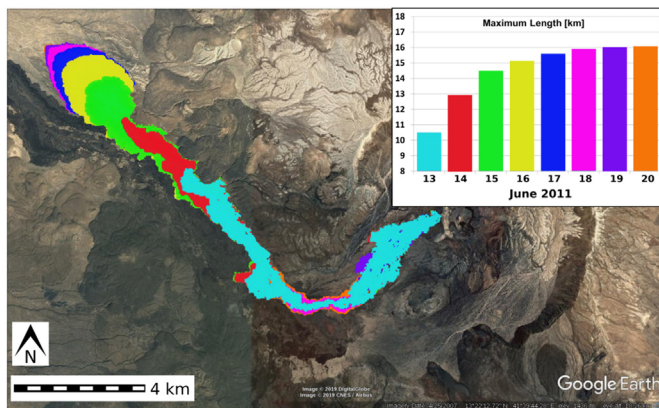 Maximum Length [km]
18
17
16
15
14
13
12
11
10
9
8
13 14 15 16 17 18 19 20
June 2011
N
4 km
Image © 2019 DigitalGlobe
Image © 2019 CNES / Airbus
Google Earth